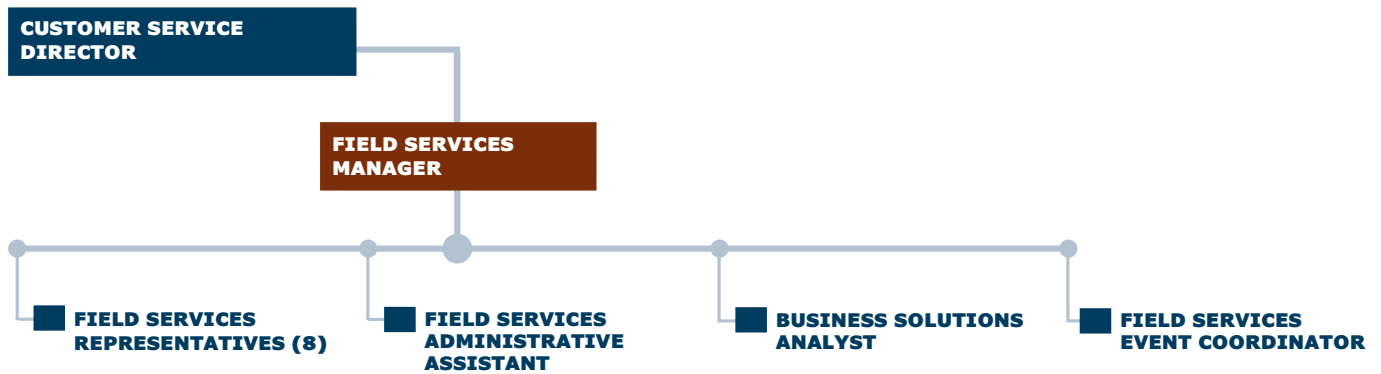 CUSTOMER SERVICE
DIRECTOR
FIELD SERVICES
MANAGER
FIELD SERVICES
REPRESENTATIVES (8)
FIELD SERVICES
ADMINISTRATIVE
ASSISTANT
BUSINESS SOLUTIONS
ANALYST
FIELD SERVICES
EVENT COORDINATOR